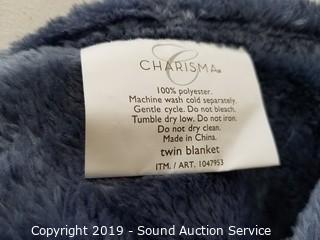 C
CHARISMA®
100% polyester.
Machine wash cold separately.
Gentle cycle. Do not bleach.
Tumble dry low. Do not iron.
Do not dry clean.
Made in China.
twin blanket
ITM. / ART. 1047953
Copyright 2019 - Sound Auction Service